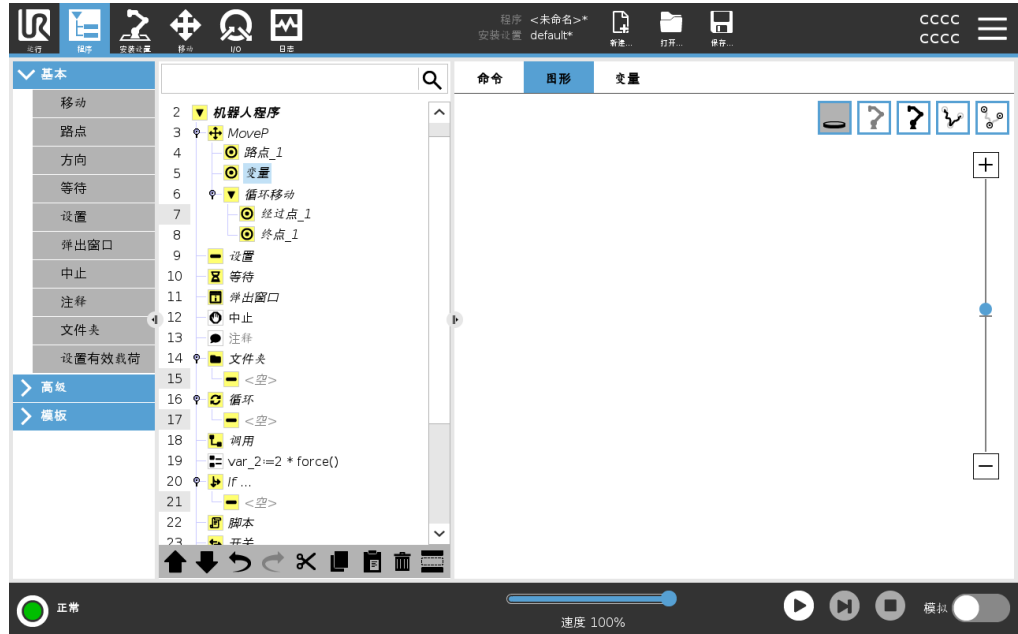 程序 <未命名>*
安装设置 default*
CCCC
CCCC
运行
程序
安装设置
移动
I/O
日志
新建...
打开...
保存...
基本
移动
路点
方向
等待
设置
弹出窗口
中止
注释
文件夹
设置有效载荷
高级
模板
2 机器人程序
3 MoveP
4 路点_1
5 变量
6 循环移动
7 经过点_1
8 终点_1
9 设置
10 等待
11 弹出窗口
12 中止
13 注释
14 文件夹
15 <空>
16 循环
17 <空>
18 调用
19 var_2:=2 * force()
20 If ...
21 <空>
22 脚本
23 开关
命令
图形
变量
正常
速度 100%
模拟